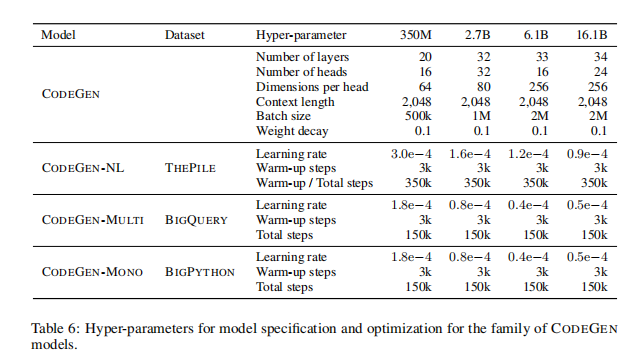 Model Dataset Hyper-parameter 350M 2.7B 6.1B 16.1B
Number of layers 20 32 33 34
Number of heads 16 32 16 24
Dimensions per head 64 80 256 256
CODEGEN
Context length 2,048 2,048 2,048 2,048
Batch size 500k 1M 2M 2M
Weight decay 0.1 0.1 0.1 0.1
Learning rate 3.0e−4 1.6e−4 1.2e−4 0.9e−4
CODEGEN-NL THEPILE Warm-up steps 3k 3k 3k 3k
Warm-up / Total steps 350k 350k 350k 350k
Learning rate 1.8e−4 0.8e−4 0.4e−4 0.5e−4
CODEGEN-MULTI BIGQUERY Warm-up steps 3k 3k 3k 3k
Total steps 150k 150k 150k 150k
Learning rate 1.8e−4 0.8e−4 0.4e−4 0.5e−4
CODEGEN-MONO BIGPYTHON Warm-up steps 3k 3k 3k 3k
Total steps 150k 150k 150k 150k
Table 6: Hyper-parameters for model specification and optimization for the family of CODEGEN
models.